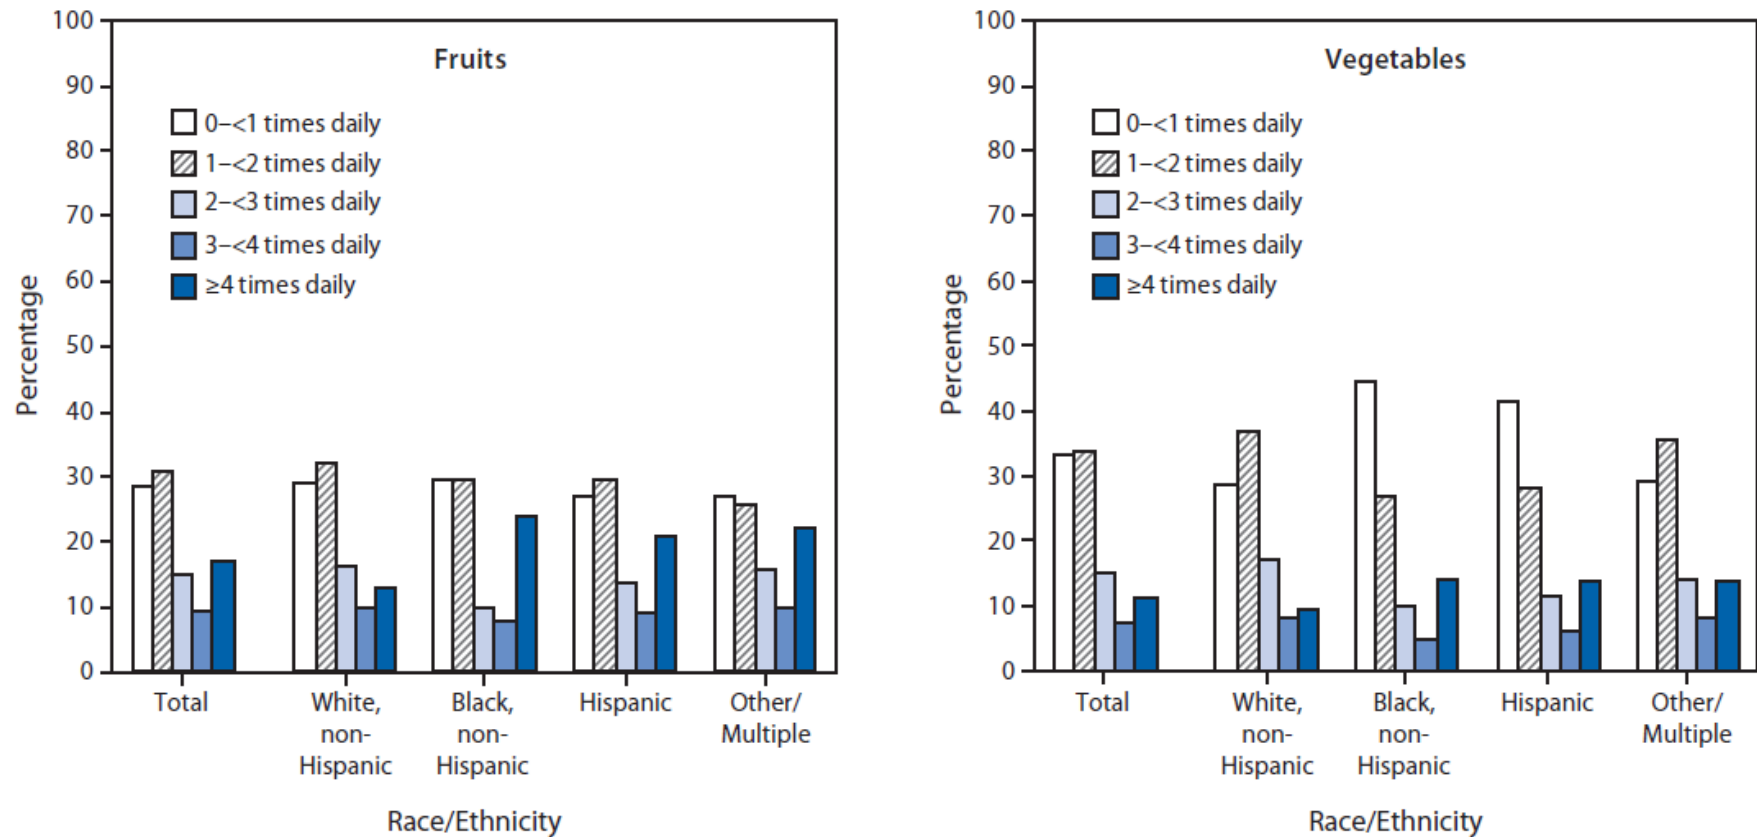 Fruits
100
90
80
70
60
50
40
30
20
10
0
Percentage
0–<1 times daily
1–<2 times daily
2–<3 times daily
3–<4 times daily
≥4 times daily
Total
White,
non-
Hispanic
Black,
non-
Hispanic
Hispanic
Other/
Multiple
Race/Ethnicity
Vegetables
100
90
80
70
60
50
40
30
20
10
0
Percentage
0–<1 times daily
1–<2 times daily
2–<3 times daily
3–<4 times daily
≥4 times daily
Total
White,
non-
Hispanic
Black,
non-
Hispanic
Hispanic
Other/
Multiple
Race/Ethnicity